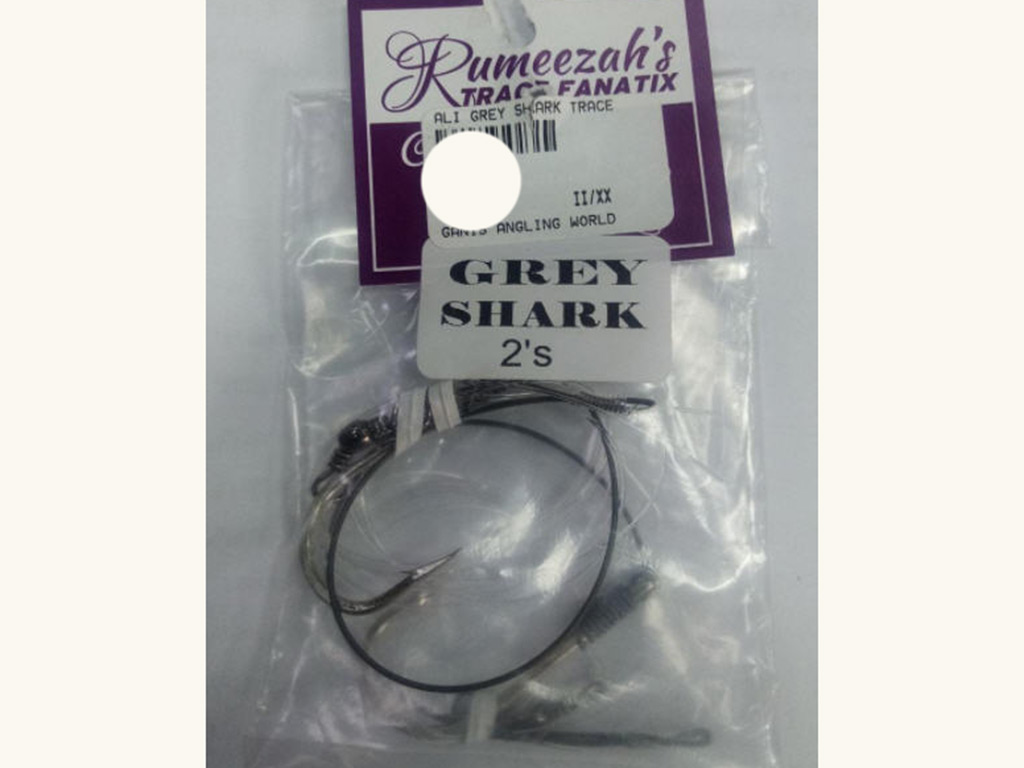 Rumeezah's
TRACE FANATIX
ALI GREY SHARK TRACE
II/XX
GANIS ANGLING WORLD
GREY
SHARK
2's